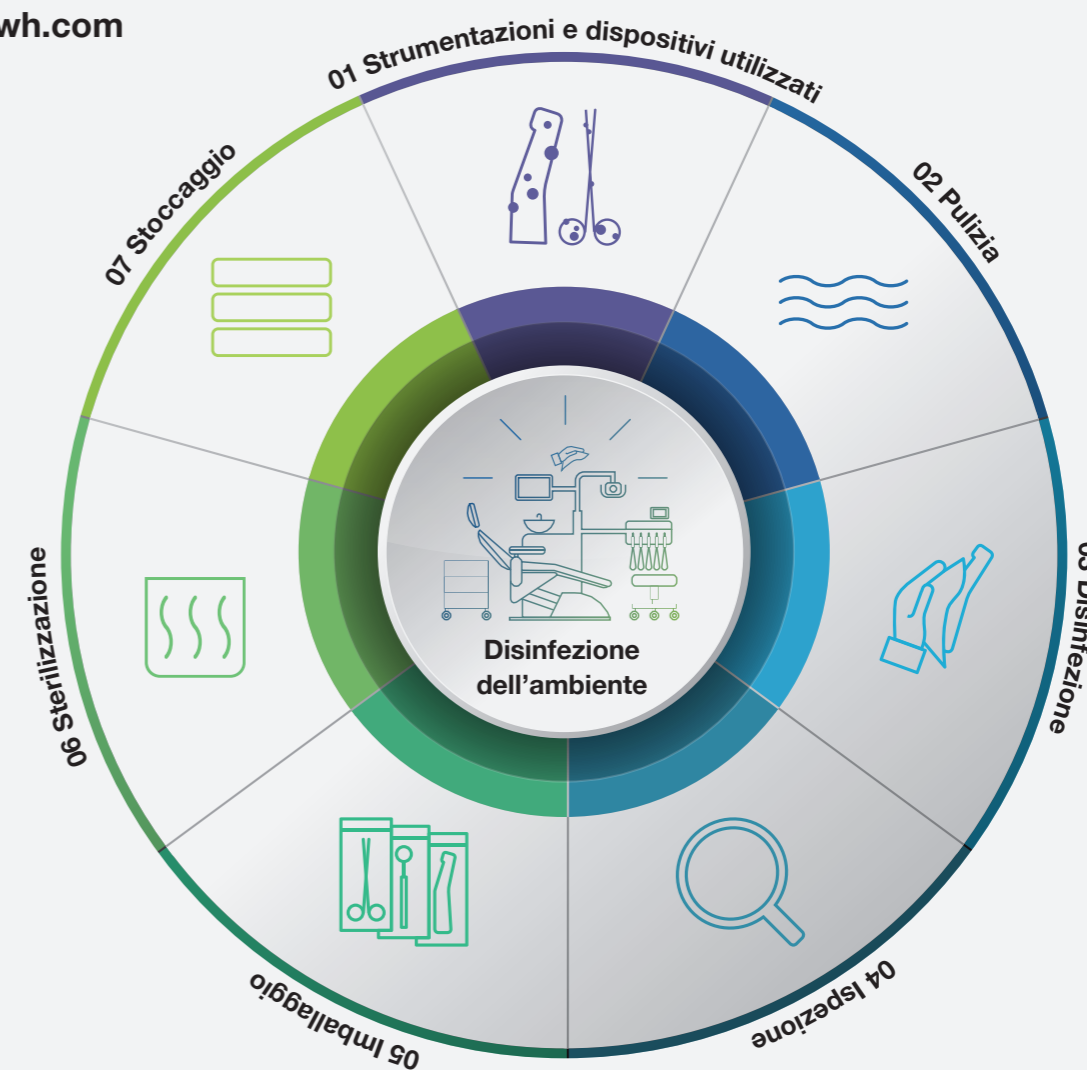 wh.com
01 Strumentazioni e dispositivi utilizzati
02 Pulizia
03 Disinfezione
04 Ispezione
05 Imballaggio
06 Sterilizzazione
07 Stoccaggio
Disinfezione
dell’ambiente